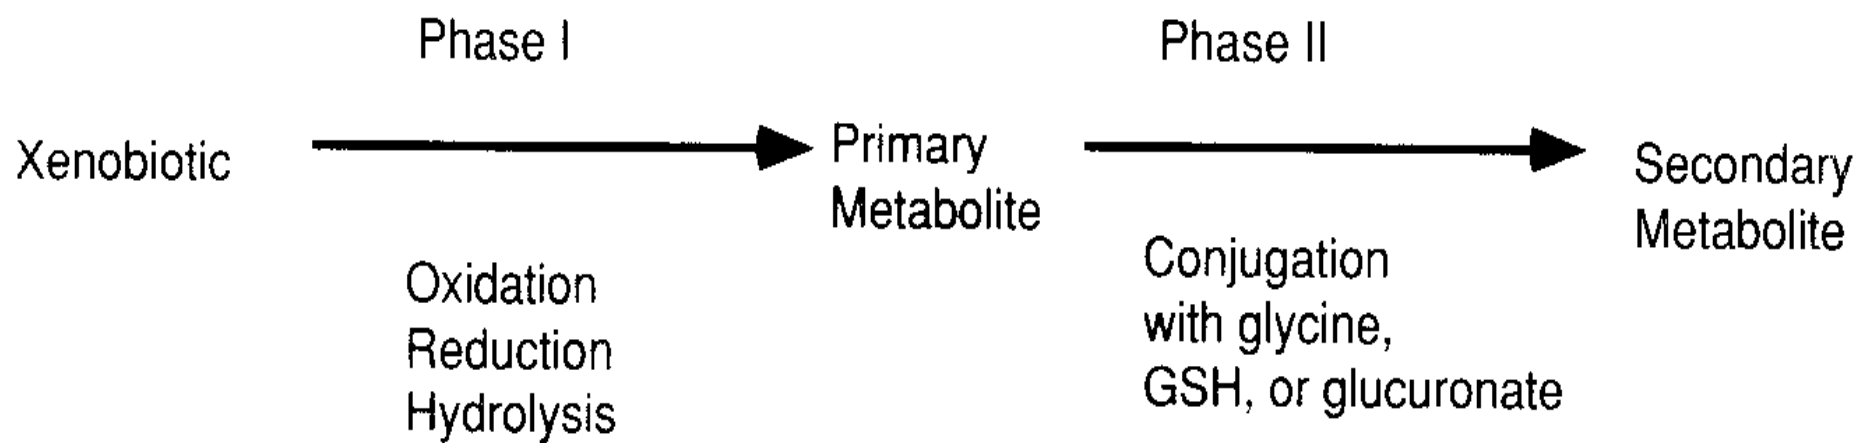 Phase I
Phase II
Xenobiotic
Primary
Metabolite
Secondary
Metabolite
Oxidation
Reduction
Hydrolysis
Conjugation
with glycine,
GSH, or glucuronate